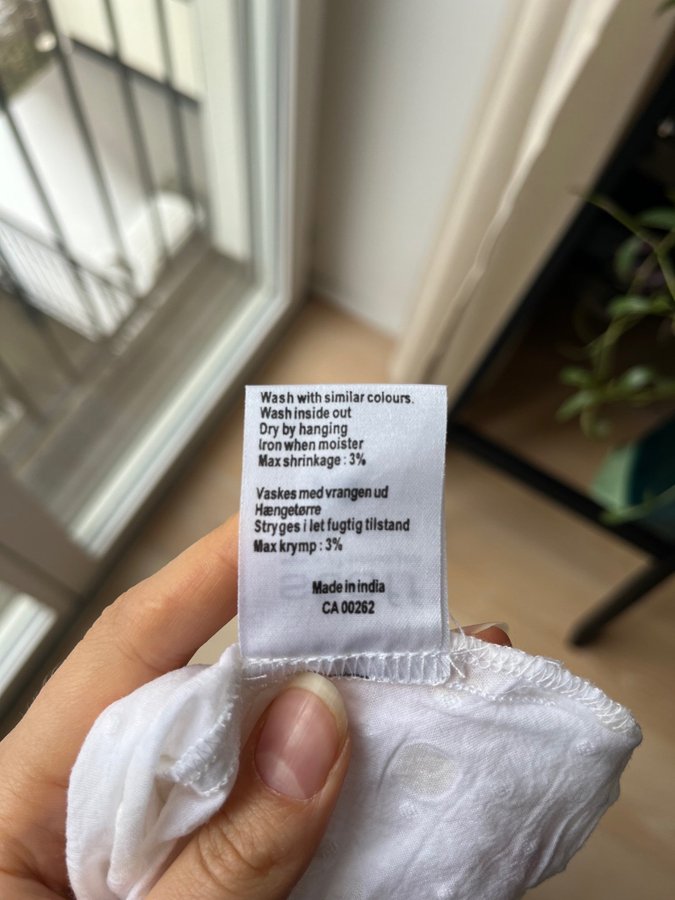 Wash with similar colours.
Wash inside out
Dry by hanging
Iron when moister
Max shrinkage : 3%
Vaskes med vrangen ud
Hængetørre
Stryges i let fugtig tilstand
Max krymp : 3%
Made in india
CA 00262